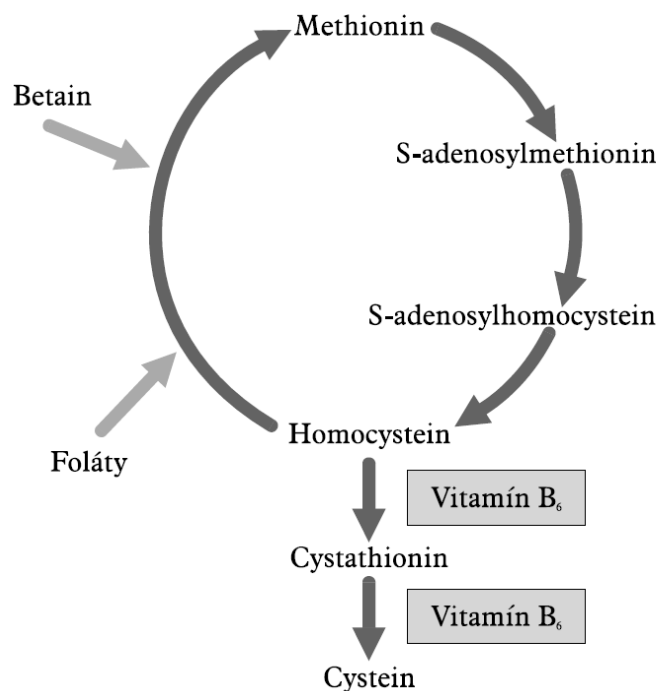 Methionin
Betain
S-adenosylmethionin
S-adenosylhomocystein
Homocystein
Foláty
Vitamín B₆
Cystathionin
Vitamín B₆
Cystein